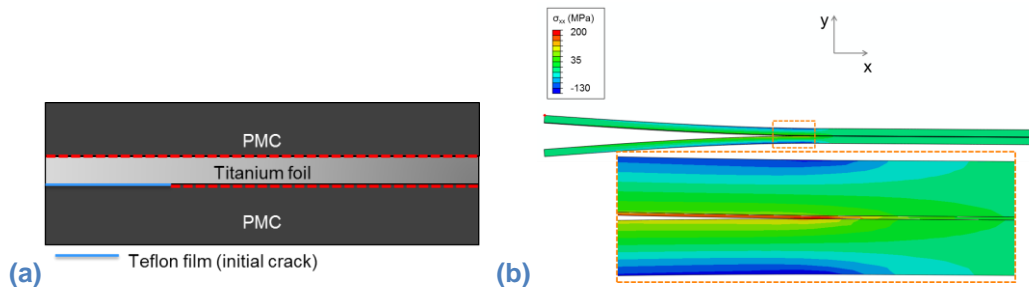 PMC
Titanium foil
PMC
Teflon film (initial crack)
(a)
σxx (MPa)
200
35
-130
y
x
(b)